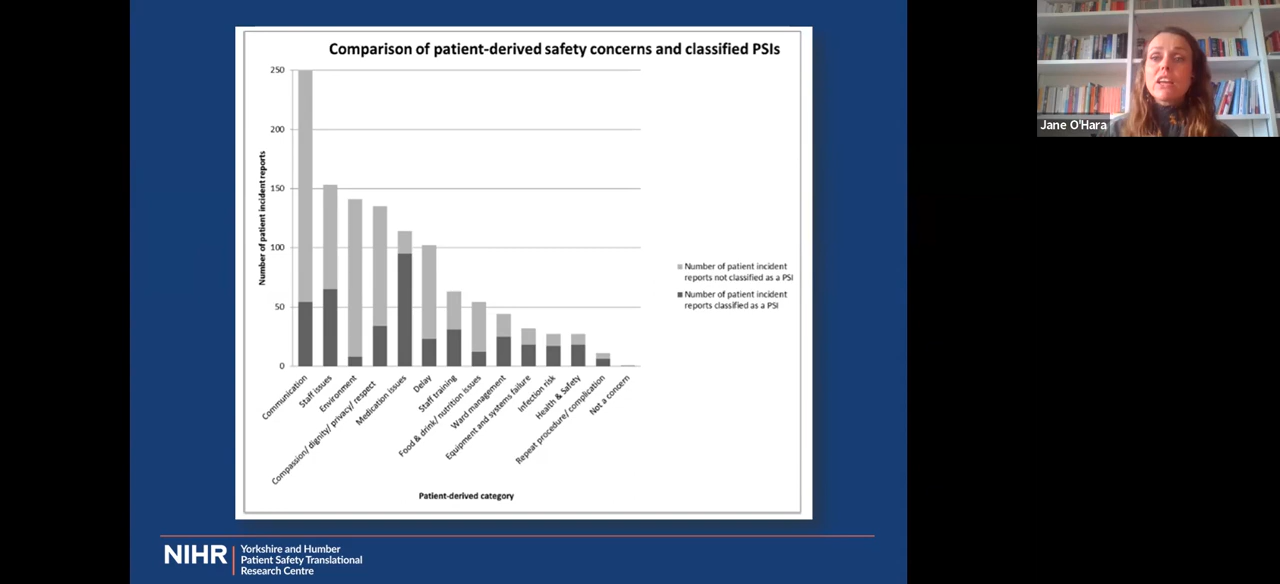 Comparison of patient-derived safety concerns and classified PSIs
Number of patient incident reports
250
200
150
100
50
0
Communication
Staff issues
Environment
Compassion/ dignity/ privacy/ respect
Medication issues
Delay
Staff training
Food & drink/ nutrition issues
Ward management
Equipment and systems failure
Infection risk
Health & Safety
Repeat procedure/ complication
Not a concern
Patient-derived category
Number of patient incident
reports not classified as a PSI
Number of patient incident
reports classified as a PSI
NIHR
Yorkshire and Humber
Patient Safety Translational
Research Centre
Jane O'Hara